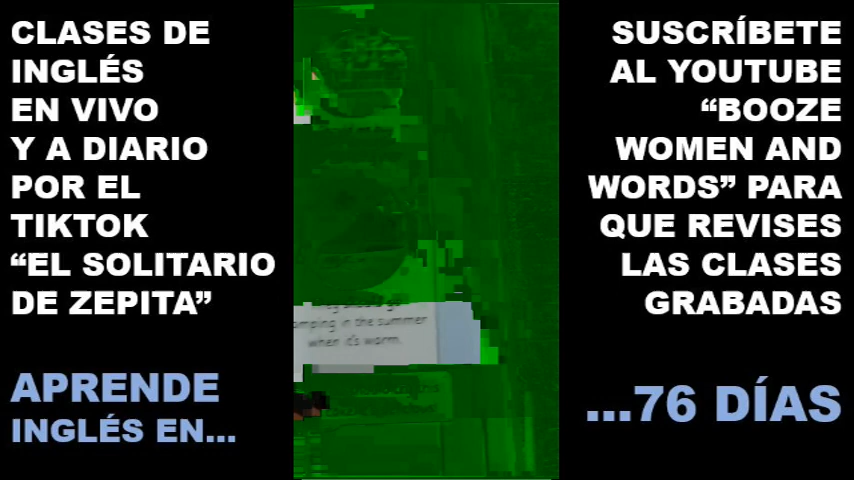 CLASES DE
INGLÉS
EN VIVO
Y A DIARIO
POR EL
TIKTOK
“EL SOLITARIO
DE ZEPITA”
APRENDE
INGLÉS EN...
in the summer
when it's warm.
SUSCRÍBETE
AL YOUTUBE
“BOOZE
WOMEN AND
WORDS” PARA
QUE REVISES
LAS CLASES
GRABADAS
...76 DÍAS